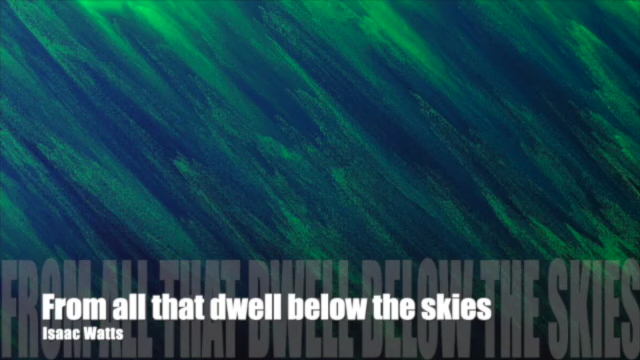 FROM ALL THAT DWELL BELOW THE SKIES
From all that dwell below the skies
Isaac Watts